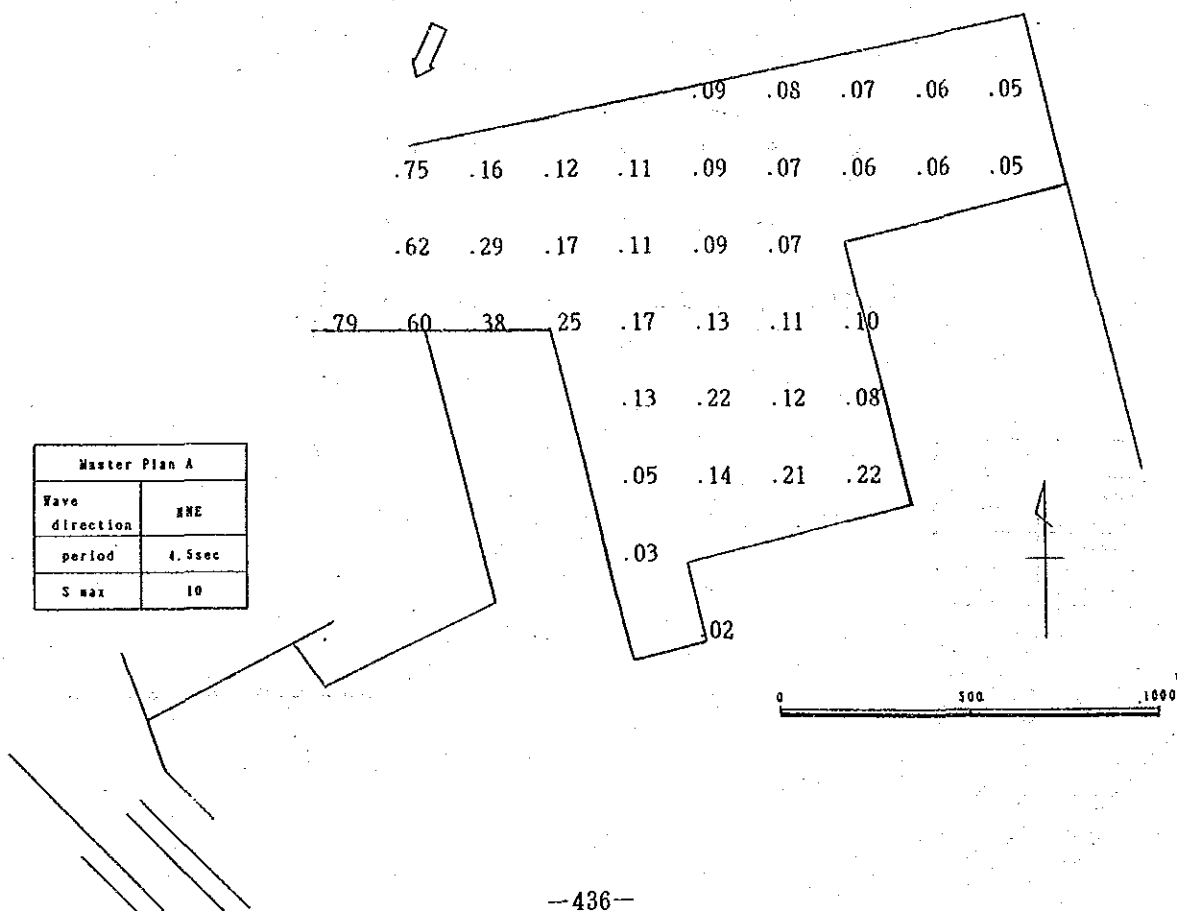 .09 .08 .07 .06 .05
.75 .16 .12 .11 .09 .07 .06 .06 .05
.62 .29 .17 .11 .09 .07
.79 .60 .38 .25 .17 .13 .11 .10
.13 .22 .12 .08
.05 .14 .21 .22
.03
.02
Master Plan A
Wave direction NNE
period 4.5sec
S max 10
0 500 1000
—436—